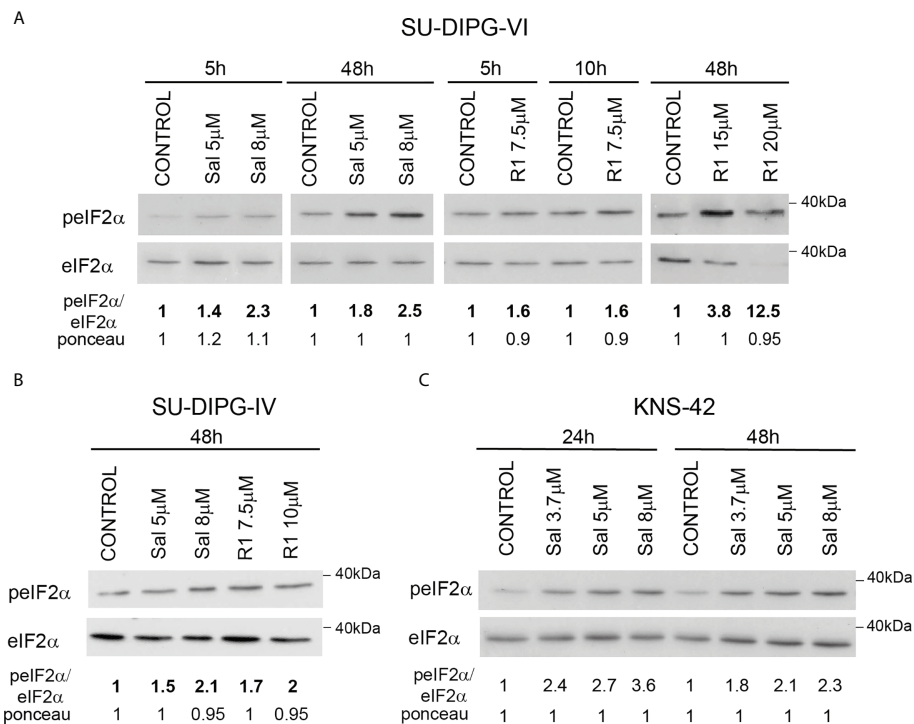 A
SU-DIPG-VI
5h 48h 5h 10h 48h
CONTROL Sal 5µM Sal 8µM CONTROL Sal 5µM Sal 8µM CONTROL R1 7.5µM CONTROL R1 7.5µM CONTROL R1 15µM R1 20µM
peIF2α 40kDa
eIF2α 40kDa
peIF2α/
eIF2α 1 1.4 2.3 1 1.8 2.5 1 1.6 1 1.6 1 3.8 12.5
ponceau 1 1.2 1.1 1 1 1 1 0.9 1 0.9 1 1 0.95
B
SU-DIPG-IV
48h
CONTROL Sal 5µM Sal 8µM R1 7.5µM R1 10µM
peIF2α 40kDa
eIF2α 40kDa
peIF2α/
eIF2α 1 1.5 2.1 1.7 2
ponceau 1 1 0.95 1 0.95
C
KNS-42
24h 48h
CONTROL Sal 3.7µM Sal 5µM Sal 8µM CONTROL Sal 3.7µM Sal 5µM Sal 8µM
peIF2α 40kDa
eIF2α 40kDa
peIF2α/
eIF2α 1 2.4 2.7 3.6 1 1.8 2.1 2.3
ponceau 1 1 1 1 1 1 1 1